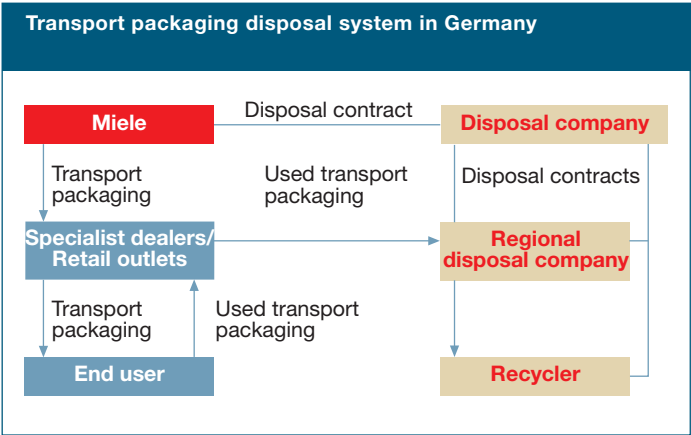 Transport packaging disposal system in Germany
Miele
Disposal contract
Disposal company
Transport
packaging
Used transport
packaging
Disposal contracts
Specialist dealers/
Retail outlets
Regional
disposal company
Transport
packaging
Used transport
packaging
End user
Recycler